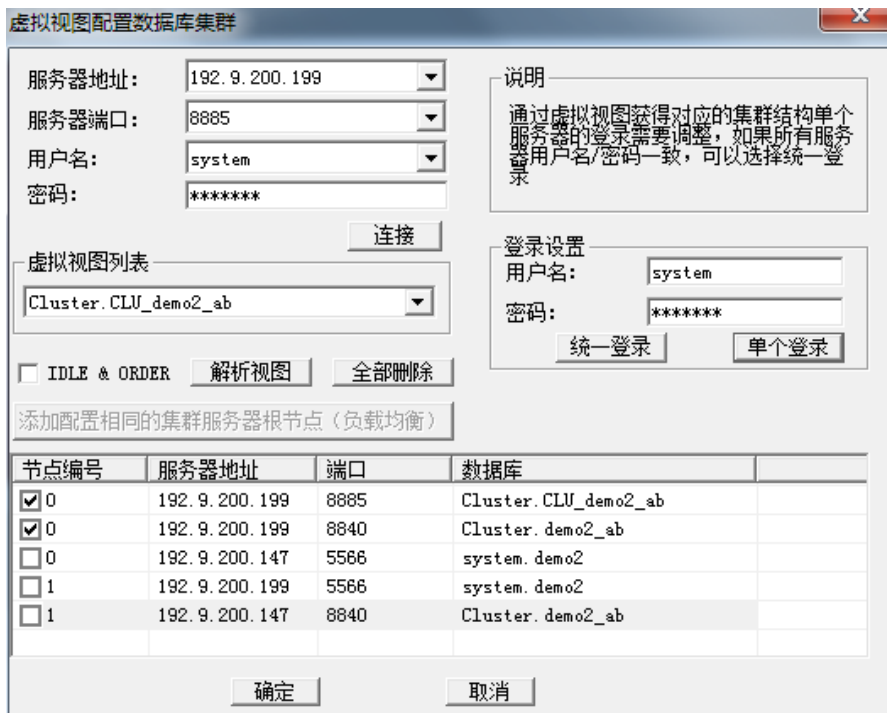 虚拟视图配置数据库集群
X
服务器地址:
192.9.200.199
服务器端口:
8885
用户名:
system
密码:
*******
连接
说明
通过虚拟视图获得对应的集群结构单个
服务器的登录需要调整,如果所有服务
器用户名/密码一致,可以选择统一登
录
虚拟视图列表
Cluster.CLU_demo2_ab
登录设置
用户名:
system
密码:
*******
统一登录
单个登录
IDLE & ORDER
解析视图
全部删除
添加配置相同的集群服务器根节点(负载均衡)
节点编号 服务器地址 端口 数据库
0 192.9.200.199 8885 Cluster.CLU_demo2_ab
0 192.9.200.199 8840 Cluster.demo2_ab
0 192.9.200.147 5566 system.demo2
1 192.9.200.199 5566 system.demo2
1 192.9.200.147 8840 Cluster.demo2_ab
确定
取消